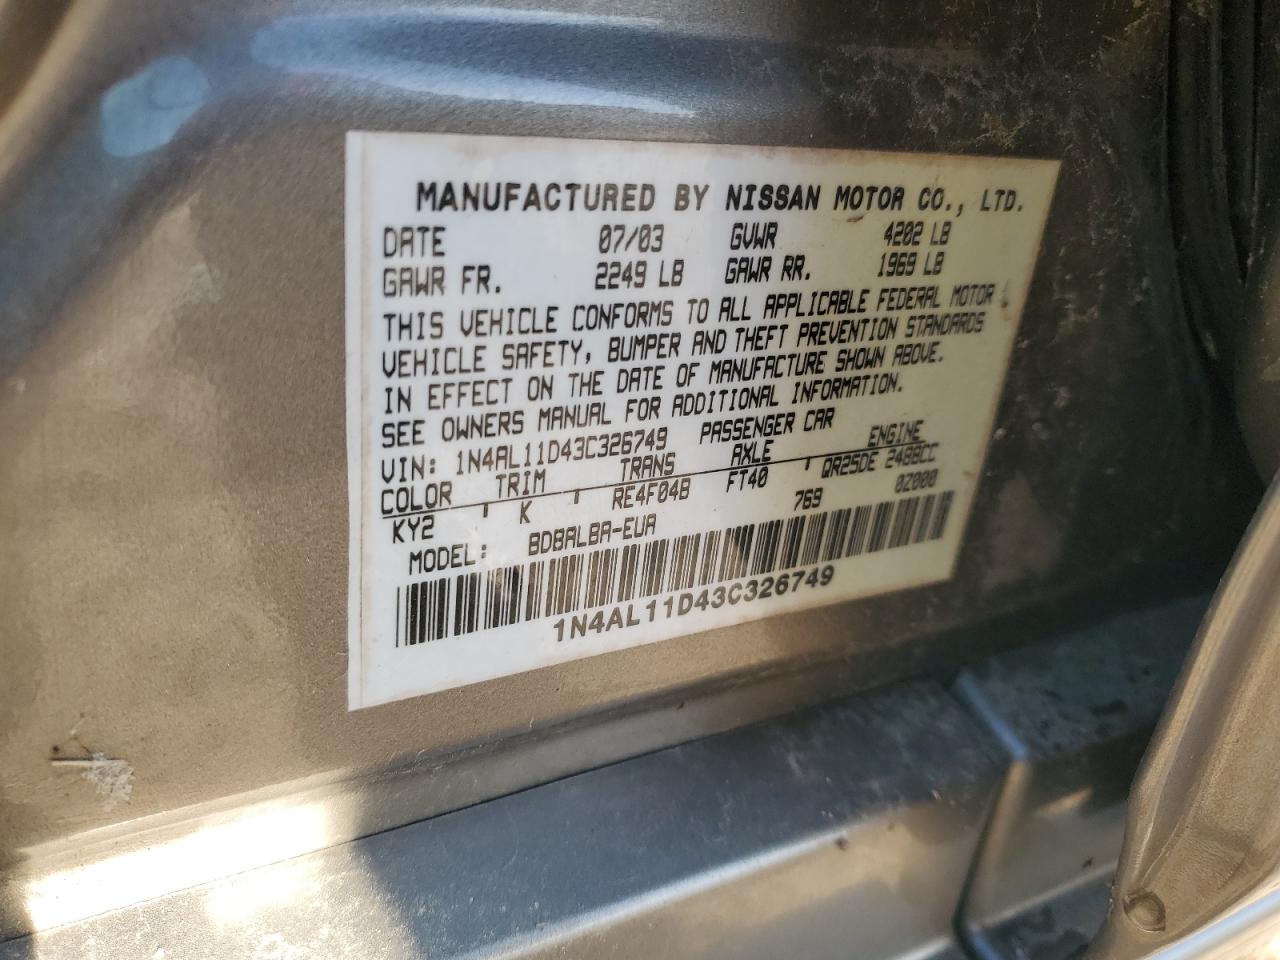 MANUFACTURED BY NISSAN MOTOR CO., LTD.
DATE 07/03 GVWR 4202 LB
GAWR FR. 2249 LB GAWR RR. 1969 LB
THIS VEHICLE CONFORMS TO ALL APPLICABLE FEDERAL MOTOR
VEHICLE SAFETY, BUMPER AND THEFT PREVENTION STANDARDS
IN EFFECT ON THE DATE OF MANUFACTURE SHOWN ABOVE.
SEE OWNERS MANUAL FOR ADDITIONAL INFORMATION.
VIN: 1N4AL11D43C326749 PASSENGER CAR
COLOR TRIM TRANS AXLE ENGINE
KY2 K RE4F04B FT40 QR25DE 2488CC
MODEL: BDBALBA-EUA 769 0Z000
1N4AL11D43C326749